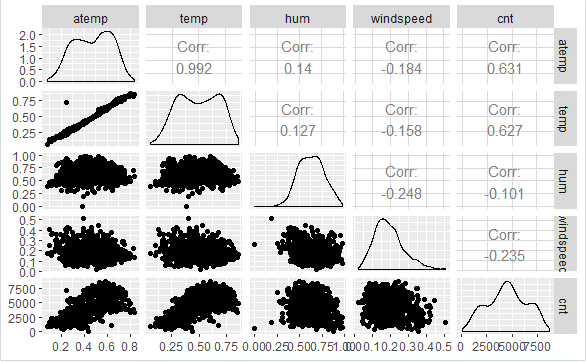 atemp temp hum windspeed cnt
2.0
1.5
1.0
0.5
0.0
Corr: 0.992
Corr: 0.14
Corr: -0.184
Corr: 0.631
atemp
0.75
0.50
0.25
Corr: 0.127
Corr: -0.158
Corr: 0.627
temp
1.00
0.75
0.50
0.25
0.00
Corr: -0.248
Corr: -0.101
hum
0.5
0.4
0.3
0.2
0.1
0.0
Corr: -0.235
windspeed
7500
5000
2500
0
cnt
0.2 0.4 0.6 0.8 0.25 0.50 0.75 0.00 0.25 0.50 0.75 1.00 0.1 0.2 0.3 0.4 0.5 0 2500 5000 7500